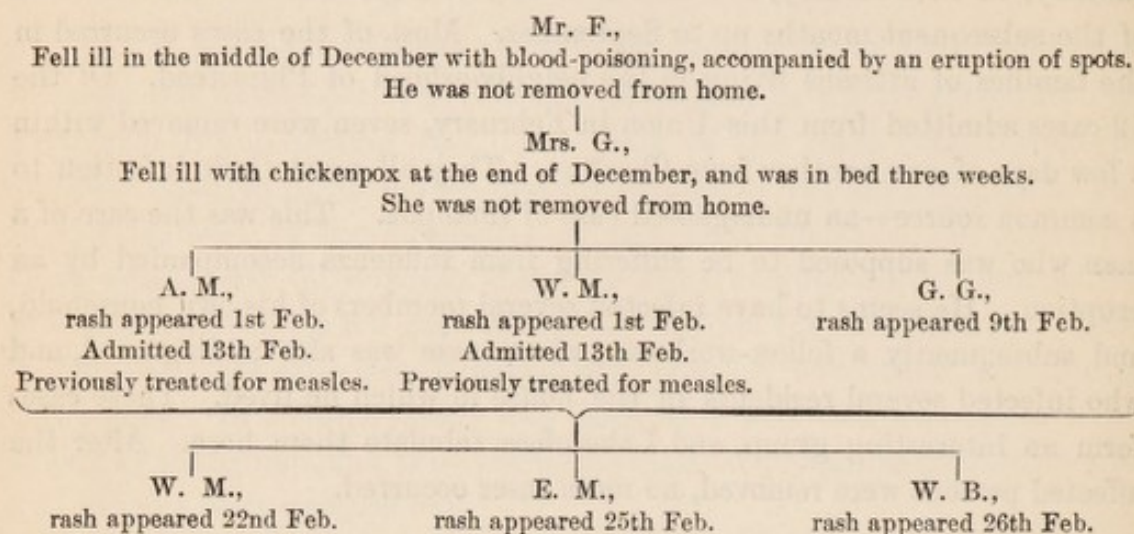 Mr. F.,
Fell ill in the middle of December with blood-poisoning, accompanied by an eruption of spots.
He was not removed from home.
Mrs. G.,
Fell ill with chickenpox at the end of December, and was in bed three weeks.
She was not removed from home.
A. M.,
rash appeared 1st Feb.
Admitted 13th Feb.
Previously treated for measles.
W. M.,
rash appeared 1st Feb.
Admitted 13th Feb.
Previously treated for measles.
G. G.,
rash appeared 9th Feb.
W. M.,
rash appeared 22nd Feb.
E. M.,
rash appeared 25th Feb.
W. B.,
rash appeared 26th Feb.